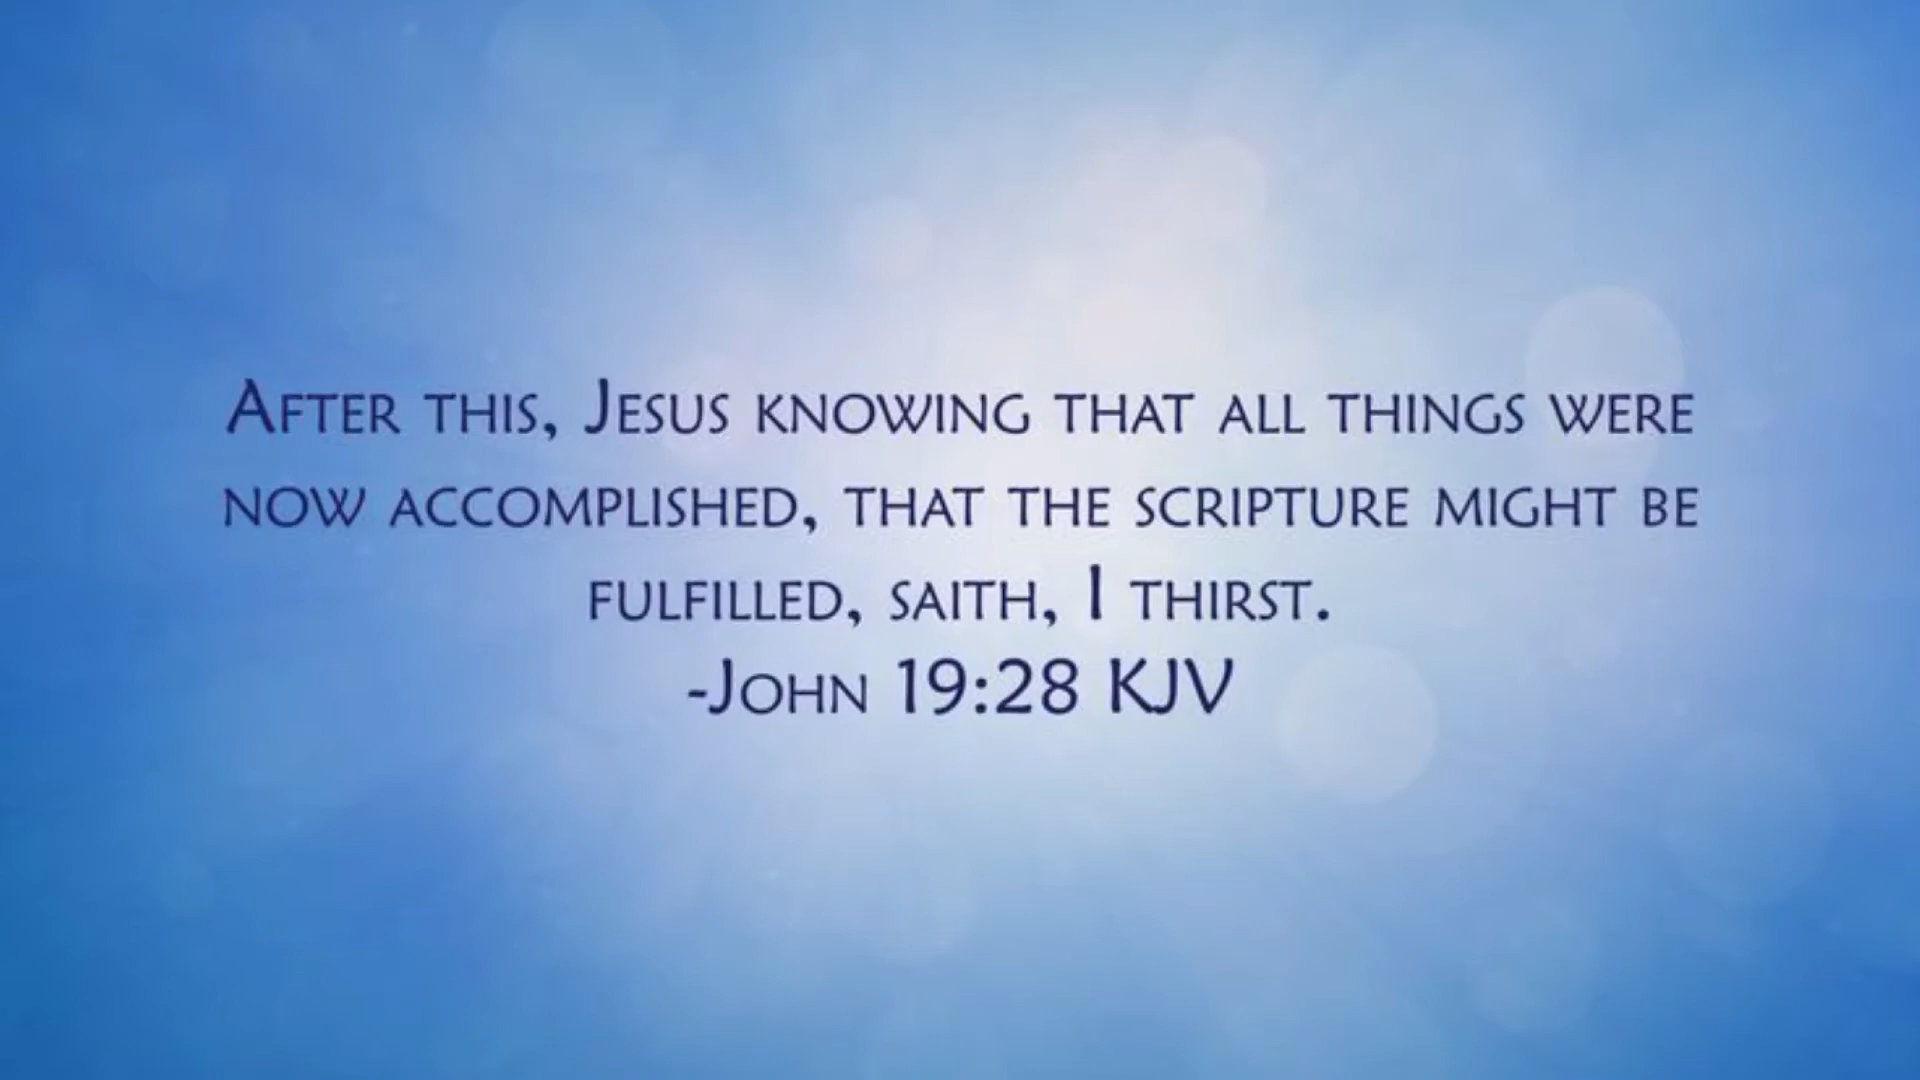 After this, Jesus knowing that all things were
now accomplished, that the scripture might be
fulfilled, saith, I thirst.
-John 19:28 KJV